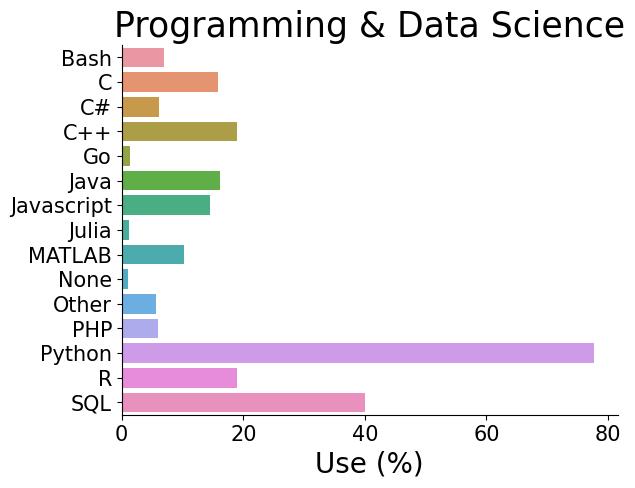 Programming & Data Science
Bash
C
C#
C++
Go
Java
Javascript
Julia
MATLAB
None
Other
PHP
Python
R
SQL
0 20 40 60 80
Use (%)